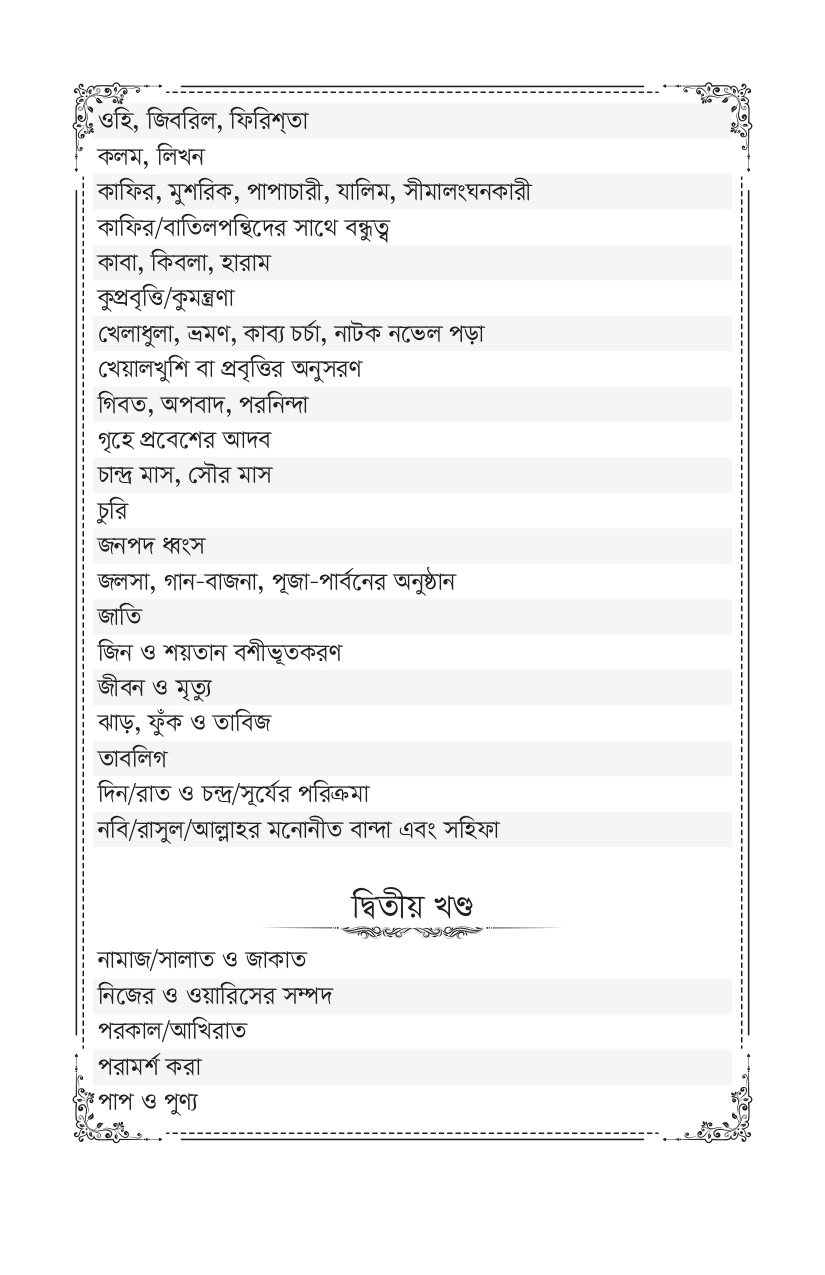 ওহি, জিবরিল, ফিরিশ্‌তা
কলম, লিখন
কাফির, মুশরিক, পাপাচারী, যালিম, সীমালংঘনকারী
কাফির/বাতিলপন্থিদের সাথে বন্ধুত্ব
কাবা, কিবলা, হারাম
কুপ্রবৃত্তি/কুমন্ত্রণা
খেলাধুলা, ভ্রমণ, কাব্য চর্চা, নাটক নভেল পড়া
খেয়ালখুশি বা প্রবৃত্তির অনুসরণ
গিবত, অপবাদ, পরনিন্দা
গৃহে প্রবেশের আদব
চান্দ্র মাস, সৌর মাস
চুরি
জনপদ ধ্বংস
জলসা, গান-বাজনা, পূজা-পার্বনের অনুষ্ঠান
জাতি
জিন ও শয়তান বশীভূতকরণ
জীবন ও মৃত্যু
ঝাড়, ফুঁক ও তাবিজ
তাবলিগ
দিন/রাত ও চন্দ্র/সূর্যের পরিক্রমা
নবি/রাসুল/আল্লাহর মনোনীত বান্দা এবং সহিফা
দ্বিতীয় খণ্ড
নামাজ/সালাত ও জাকাত
নিজের ও ওয়ারিসের সম্পদ
পরকাল/আখিরাত
পরামর্শ করা
পাপ ও পুণ্য